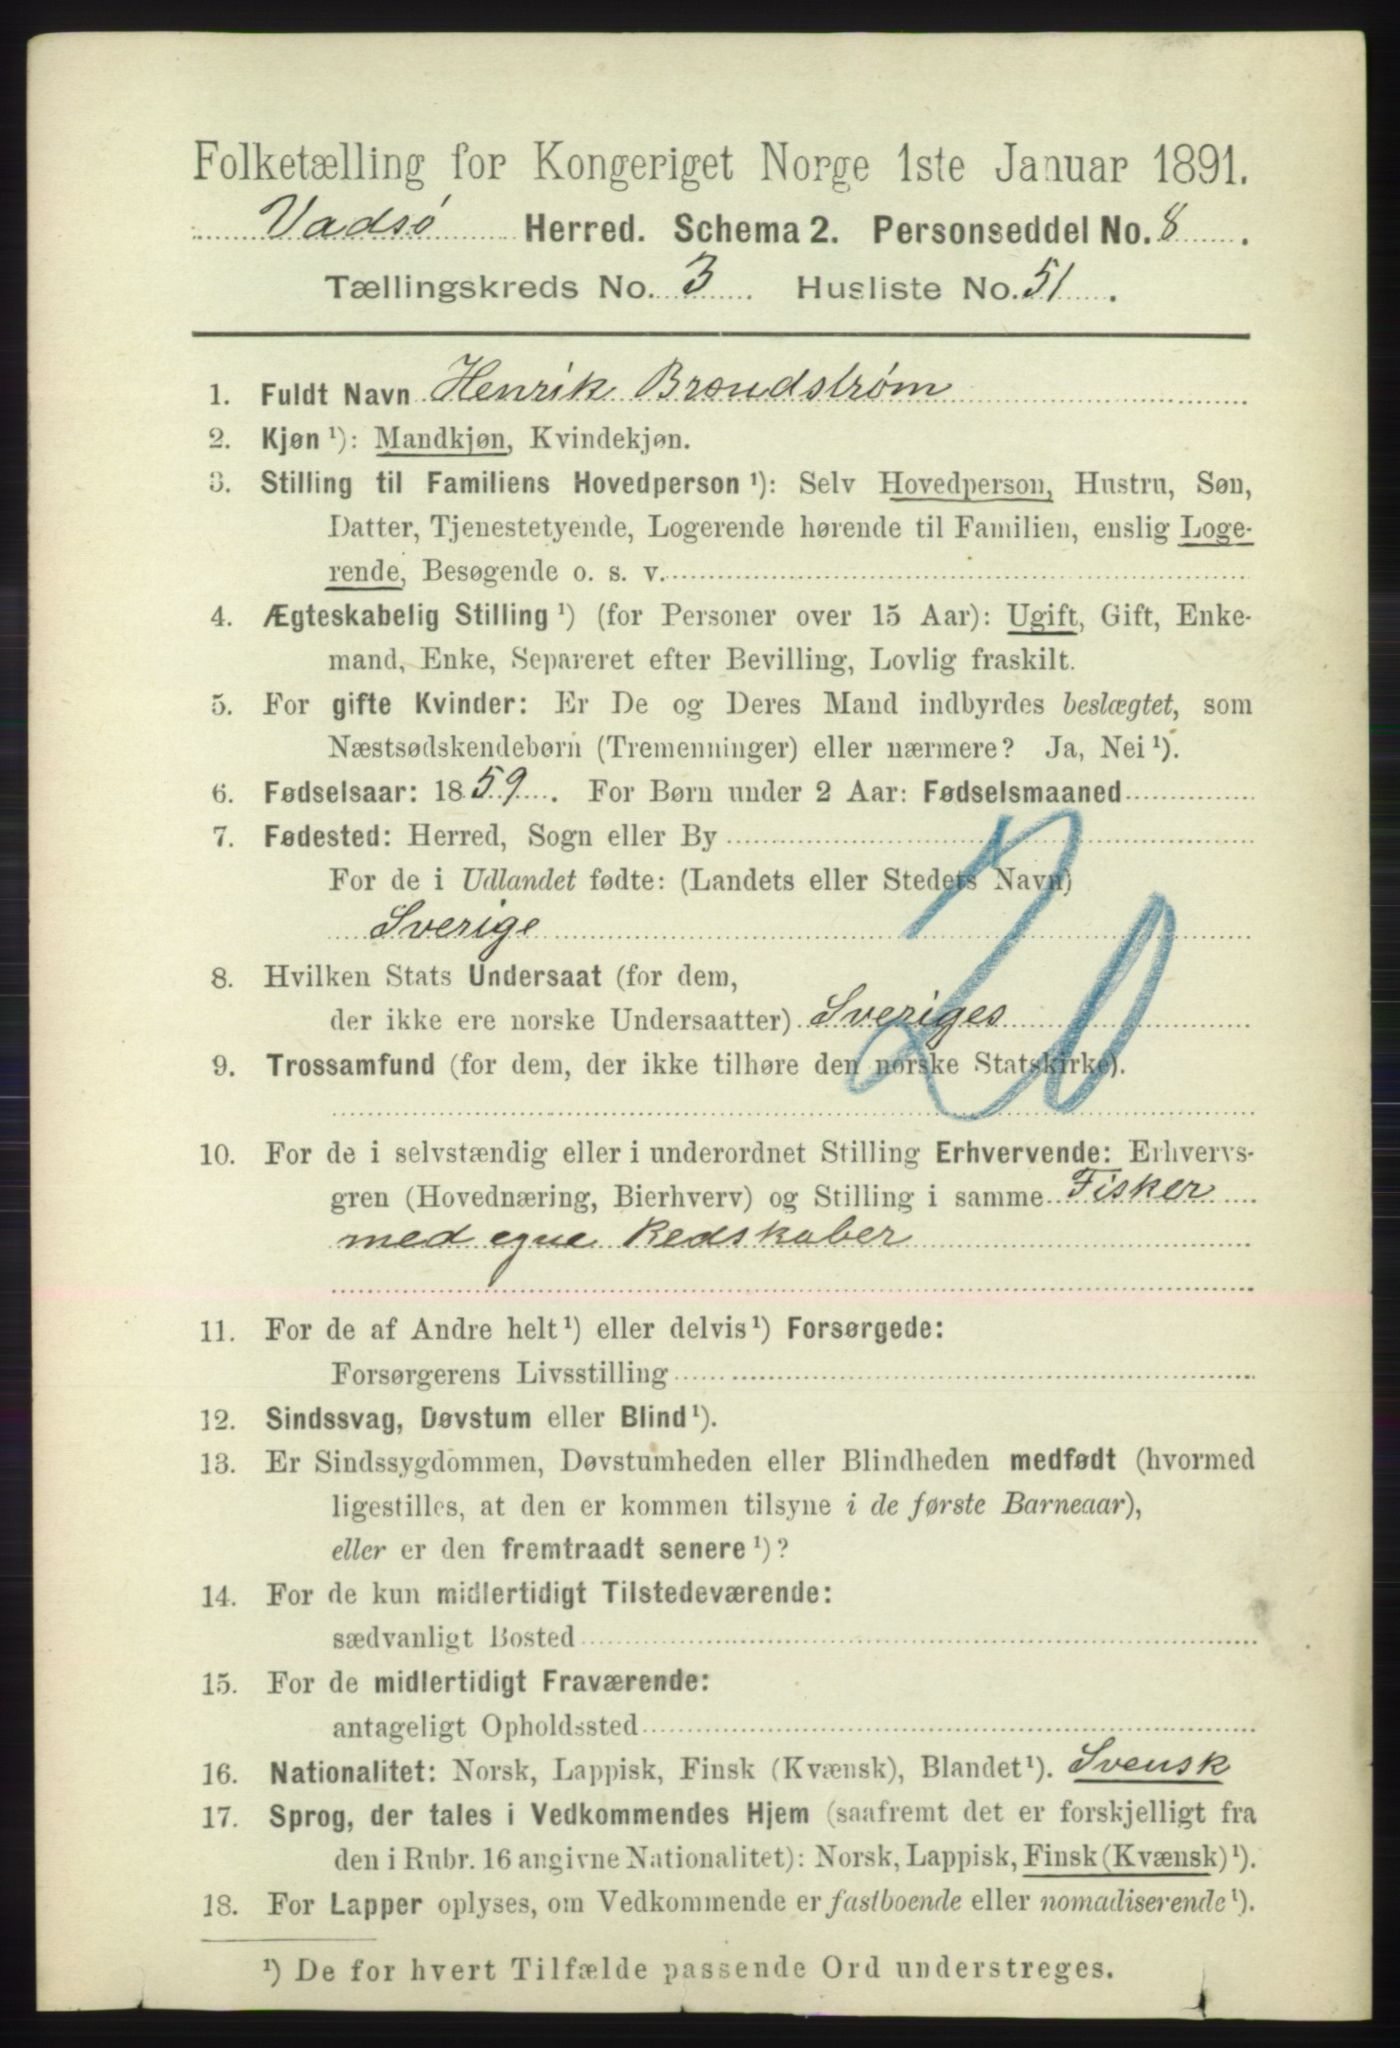 Folketælling for Kongeriget Norge 1ste Januar 1891.
Vadsø Herred. Schema 2. Personseddel No. 8.
Tællingskreds No. 3. Husliste No. 51.
1. Fuldt Navn Henrik Brændstrøm
2. Kjøn ¹): Mandkjøn, Kvindekjøn.
3. Stilling til Familiens Hovedperson ¹): Selv Hovedperson, Hustru, Søn,
Datter, Tjenestetyende, Logerende hørende til Familien, enslig Loge-
rende, Besøgende o. s. v.
4. Ægteskabelig Stilling ¹) (for Personer over 15 Aar): Ugift, Gift, Enke-
mand, Enke, Separeret efter Bevilling, Lovlig fraskilt.
5. For gifte Kvinder: Er De og Deres Mand indbyrdes beslægtet, som
Næstsødskendebørn (Tremenninger) eller nærmere? Ja, Nei ¹).
6. Fødselsaar: 1859. For Børn under 2 Aar: Fødselsmaaned
7. Fødested: Herred, Sogn eller By
For de i Udlandet fødte: (Landets eller Stedets Navn)
Sverige
8. Hvilken Stats Undersaat (for dem,
der ikke ere norske Undersaatter) Sveriges
9. Trossamfund (for dem, der ikke tilhøre den norske Statskirke).
10. For de i selvstændig eller i underordnet Stilling Erhvervende: Erhvervs-
gren (Hovednæring, Bierhverv) og Stilling i samme Fisker
med egne Redskaber
11. For de af Andre helt ¹) eller delvis ¹) Forsørgede:
Forsørgerens Livsstilling
12. Sindssvag, Døvstum eller Blind ¹).
13. Er Sindssygdommen, Døvstumheden eller Blindheden medfødt (hvormed
ligestilles, at den er kommen tilsyne i de første Barneaar),
eller er den fremtraadt senere ¹)?
14. For de kun midlertidigt Tilstedeværende:
sædvanligt Bosted
15. For de midlertidigt Fraværende:
antageligt Opholdssted
16. Nationalitet: Norsk, Lappisk, Finsk (Kvænsk), Blandet ¹). Svensk
17. Sprog, der tales i Vedkommendes Hjem (saafremt det er forskjelligt fra
den i Rubr. 16 angivne Nationalitet): Norsk, Lappisk, Finsk (Kvænsk) ¹).
18. For Lapper oplyses, om Vedkommende er fastboende eller nomadiserende ¹).
¹) De for hvert Tilfælde passende Ord understreges.